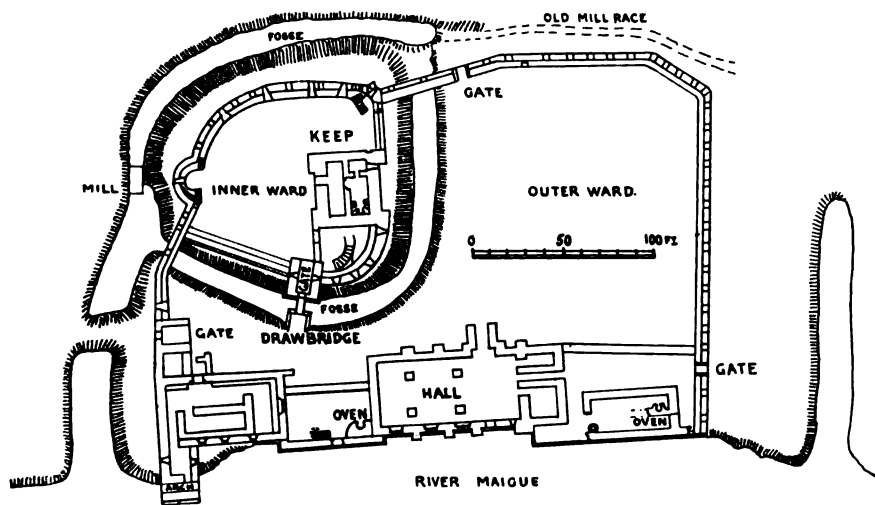 OLD MILL RACE
FOSSE
GATE
KEEP
MILL
INNER WARD
OUTER WARD.
0 50 100 FT
GATE
FOSSE
GATE
DRAWBRIDGE
GATE
HALL
OVEN
OVEN
ARCH
RIVER MAIGUE